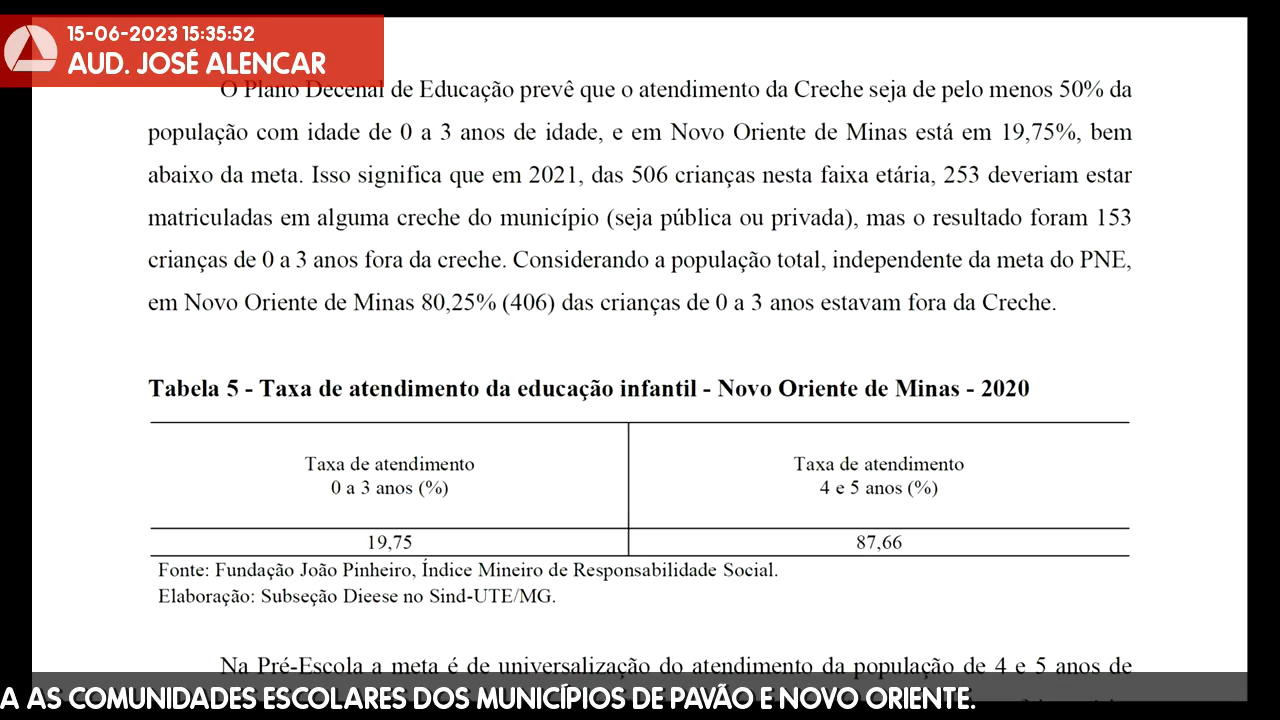 15-06-2023 15:35:52
AUD. JOSÉ ALENCAR
O Plano Decenal de Educação prevê que o atendimento da Creche seja de pelo menos 50% da
população com idade de 0 a 3 anos de idade, e em Novo Oriente de Minas está em 19,75%, bem
abaixo da meta. Isso significa que em 2021, das 506 crianças nesta faixa etária, 253 deveriam estar
matriculadas em alguma creche do município (seja pública ou privada), mas o resultado foram 153
crianças de 0 a 3 anos fora da creche. Considerando a população total, independente da meta do PNE,
em Novo Oriente de Minas 80,25% (406) das crianças de 0 a 3 anos estavam fora da Creche.
Tabela 5 - Taxa de atendimento da educação infantil - Novo Oriente de Minas - 2020
Taxa de atendimento
0 a 3 anos (%)
Taxa de atendimento
4 e 5 anos (%)
19,75
87,66
Fonte: Fundação João Pinheiro, Índice Mineiro de Responsabilidade Social.
Elaboração: Subseção Dieese no Sind-UTE/MG.
Na Pré-Escola a meta é de universalização do atendimento da população de 4 e 5 anos de
A AS COMUNIDADES ESCOLARES DOS MUNICÍPIOS DE PAVÃO E NOVO ORIENTE.